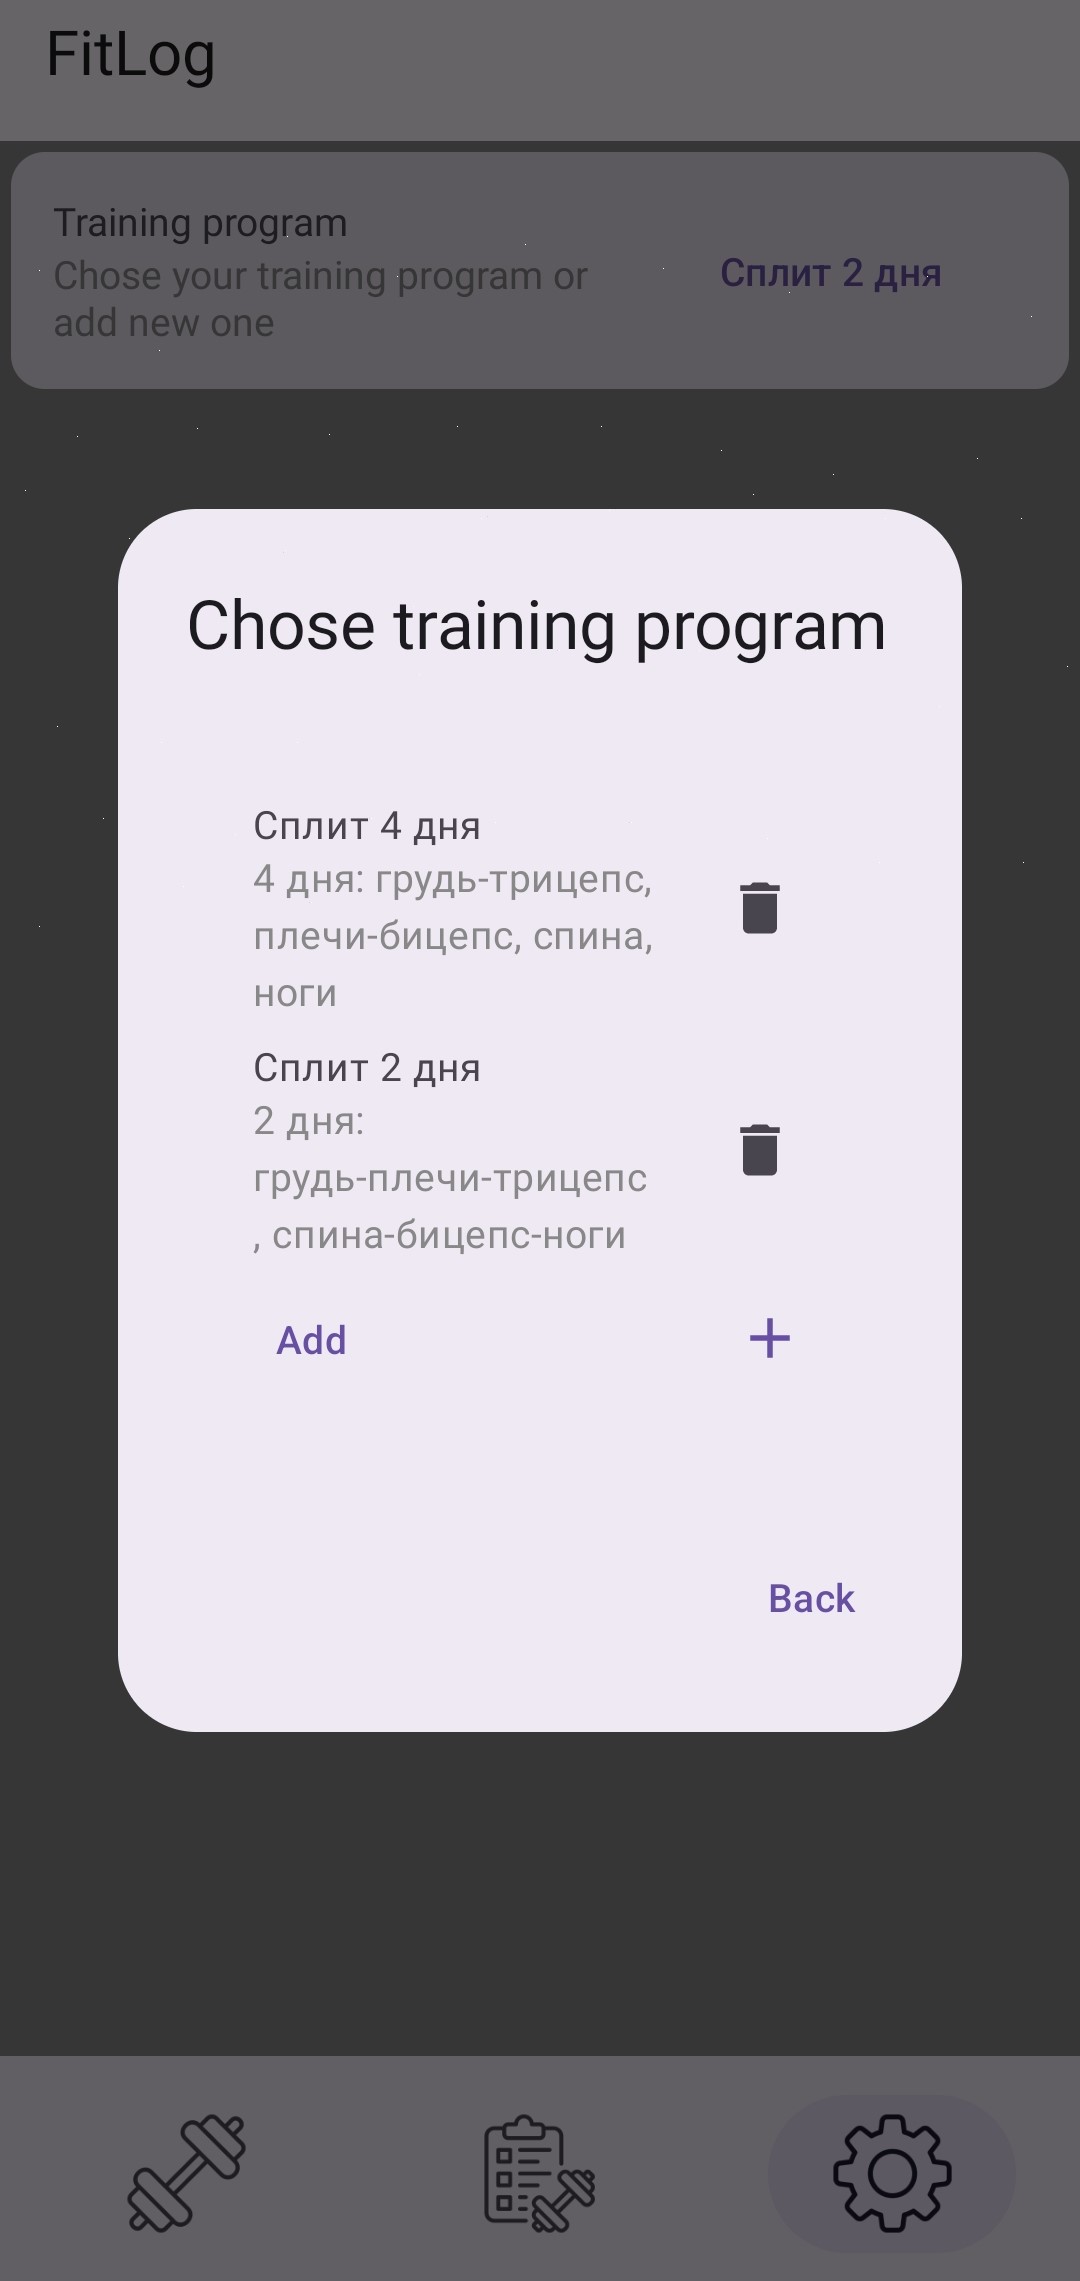 FitLog
Training program
Chose your training program or
add new one
Сплит 2 дня
Chose training program
Сплит 4 дня
4 дня: грудь-трицепс,
плечи-бицепс, спина,
ноги
Сплит 2 дня
2 дня:
грудь-плечи-трицепс
, спина-бицепс-ноги
Add
Back